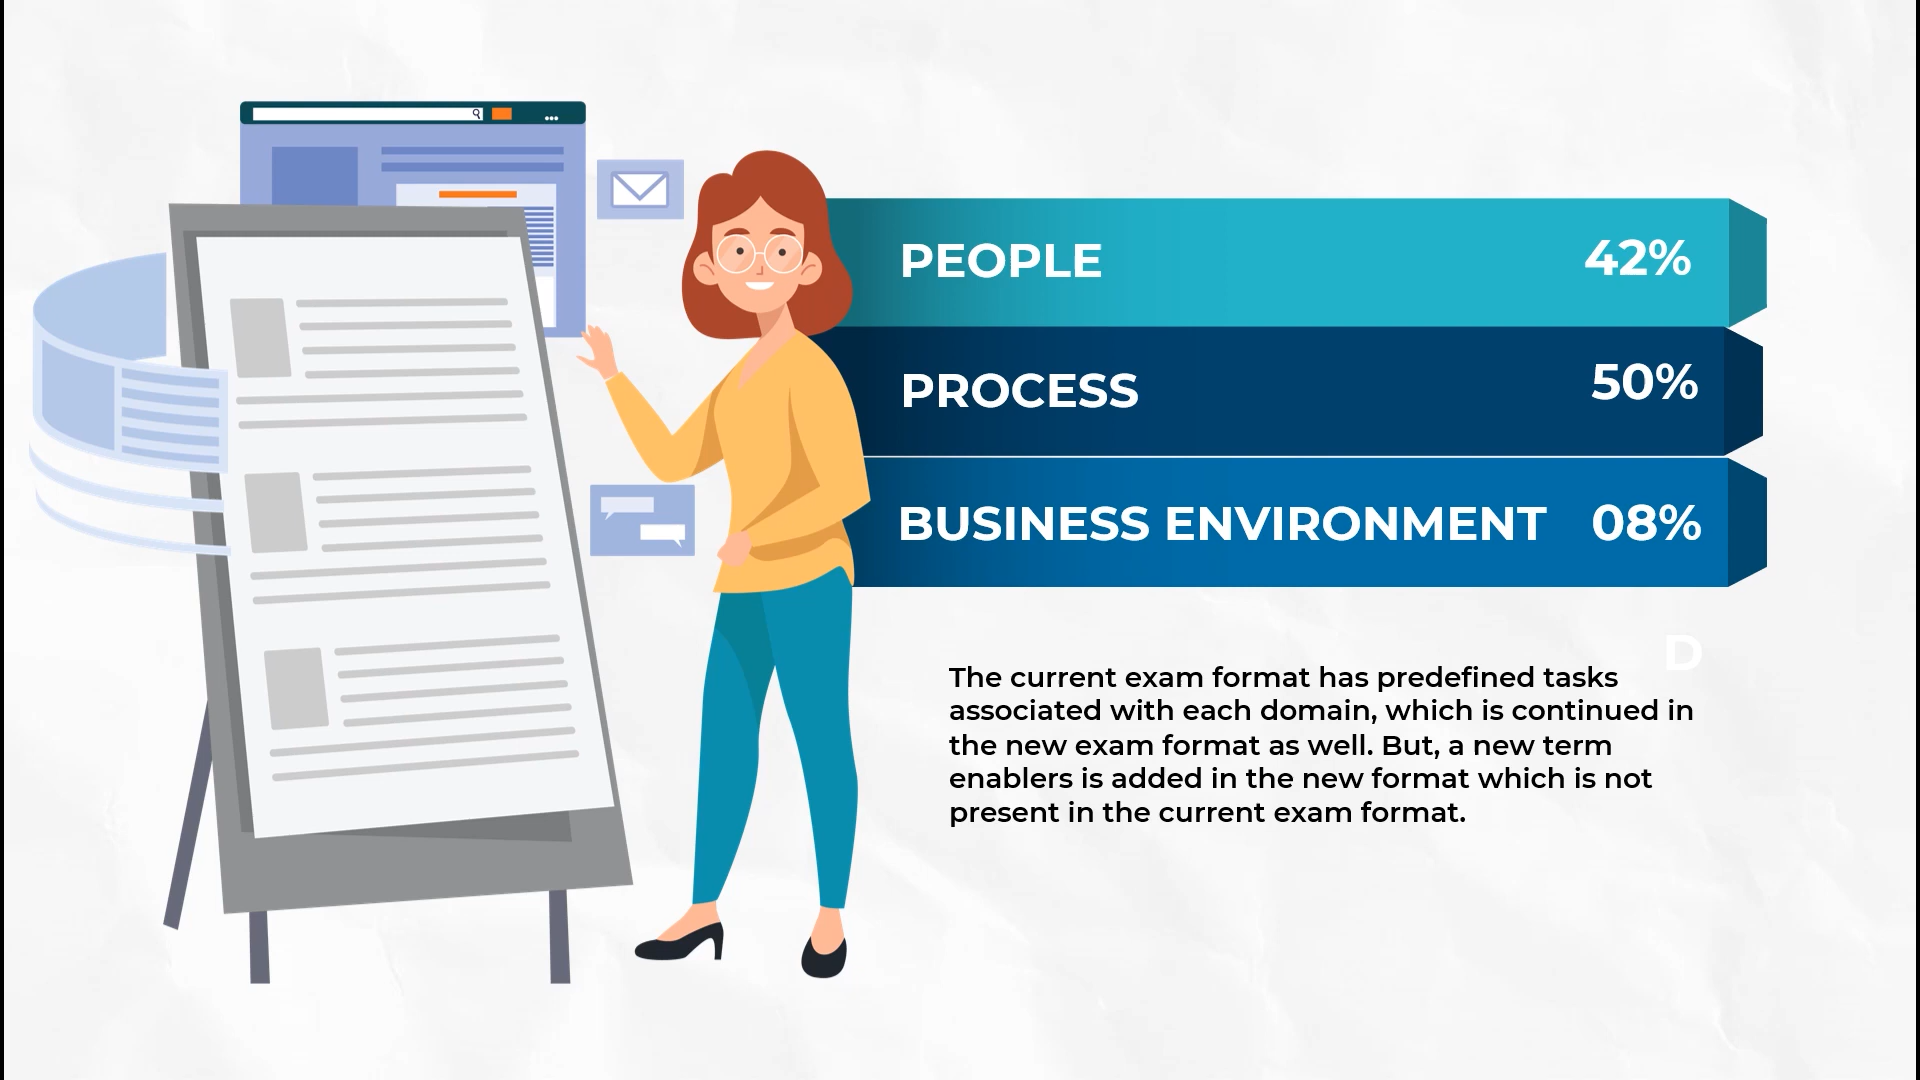 PEOPLE 42%
PROCESS 50%
BUSINESS ENVIRONMENT 08%
D
The current exam format has predefined tasks
associated with each domain, which is continued in
the new exam format as well. But, a new term
enablers is added in the new format which is not
present in the current exam format.